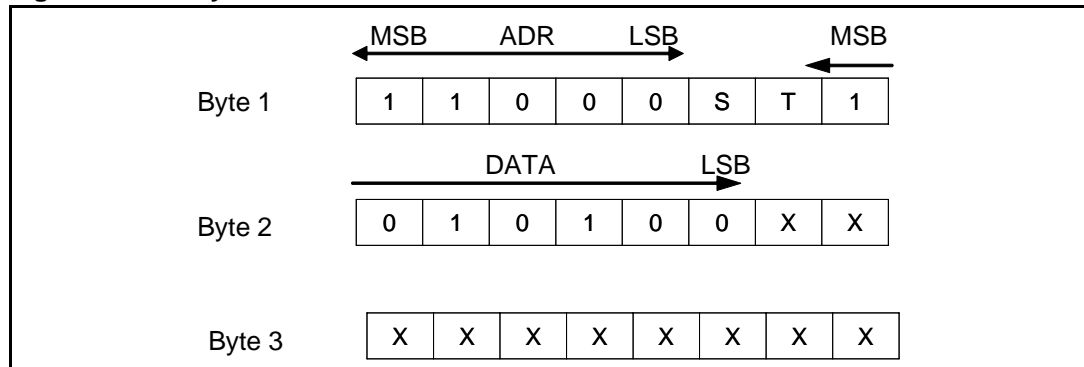 MSB ADR LSB MSB
Byte 1 1 1 0 0 0 S T 1
DATA LSB
Byte 2 0 1 0 1 0 0 X X
Byte 3 X X X X X X X X